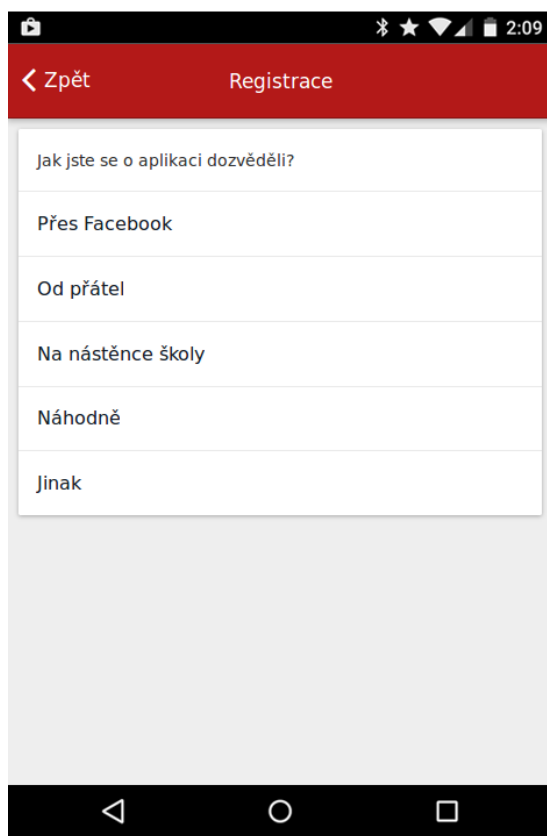 2:09
Zpět
Registrace
Jak jste se o aplikaci dozvěděli?
Přes Facebook
Od přátel
Na nástěnce školy
Náhodně
Jinak